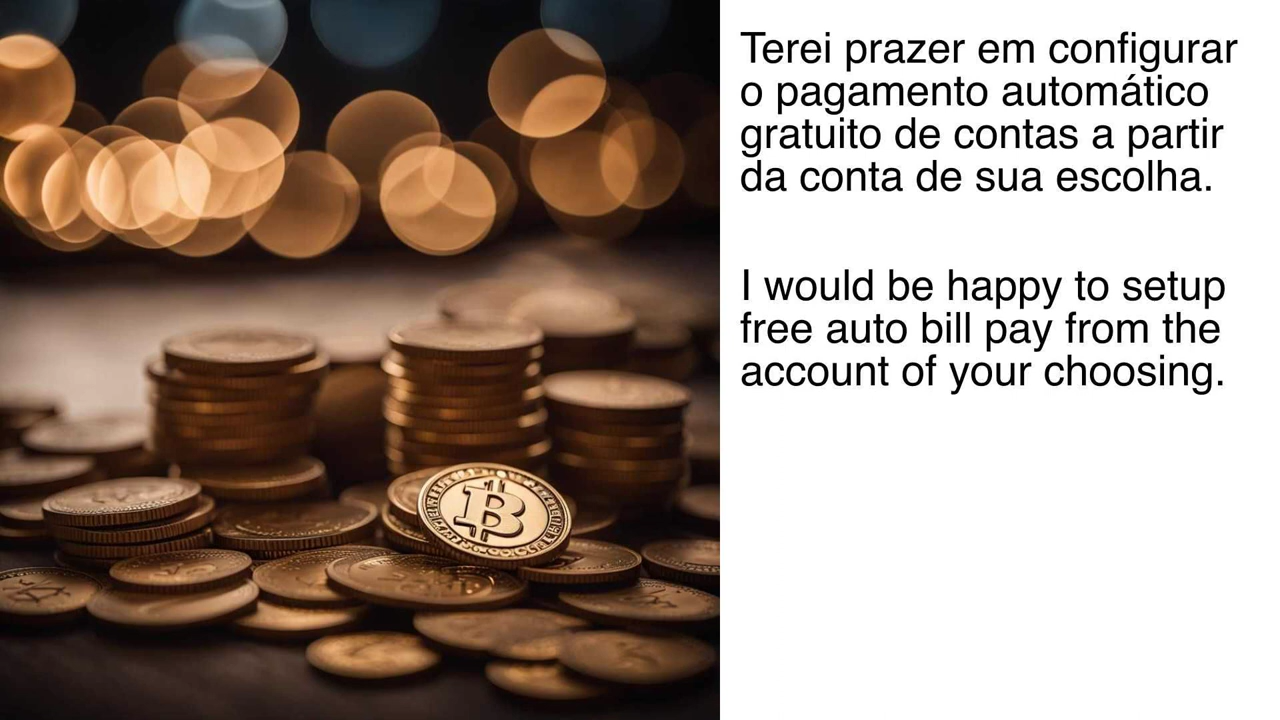 Terei prazer em configurar
o pagamento automático
gratuito de contas a partir
da conta de sua escolha.
I would be happy to setup
free auto bill pay from the
account of your choosing.